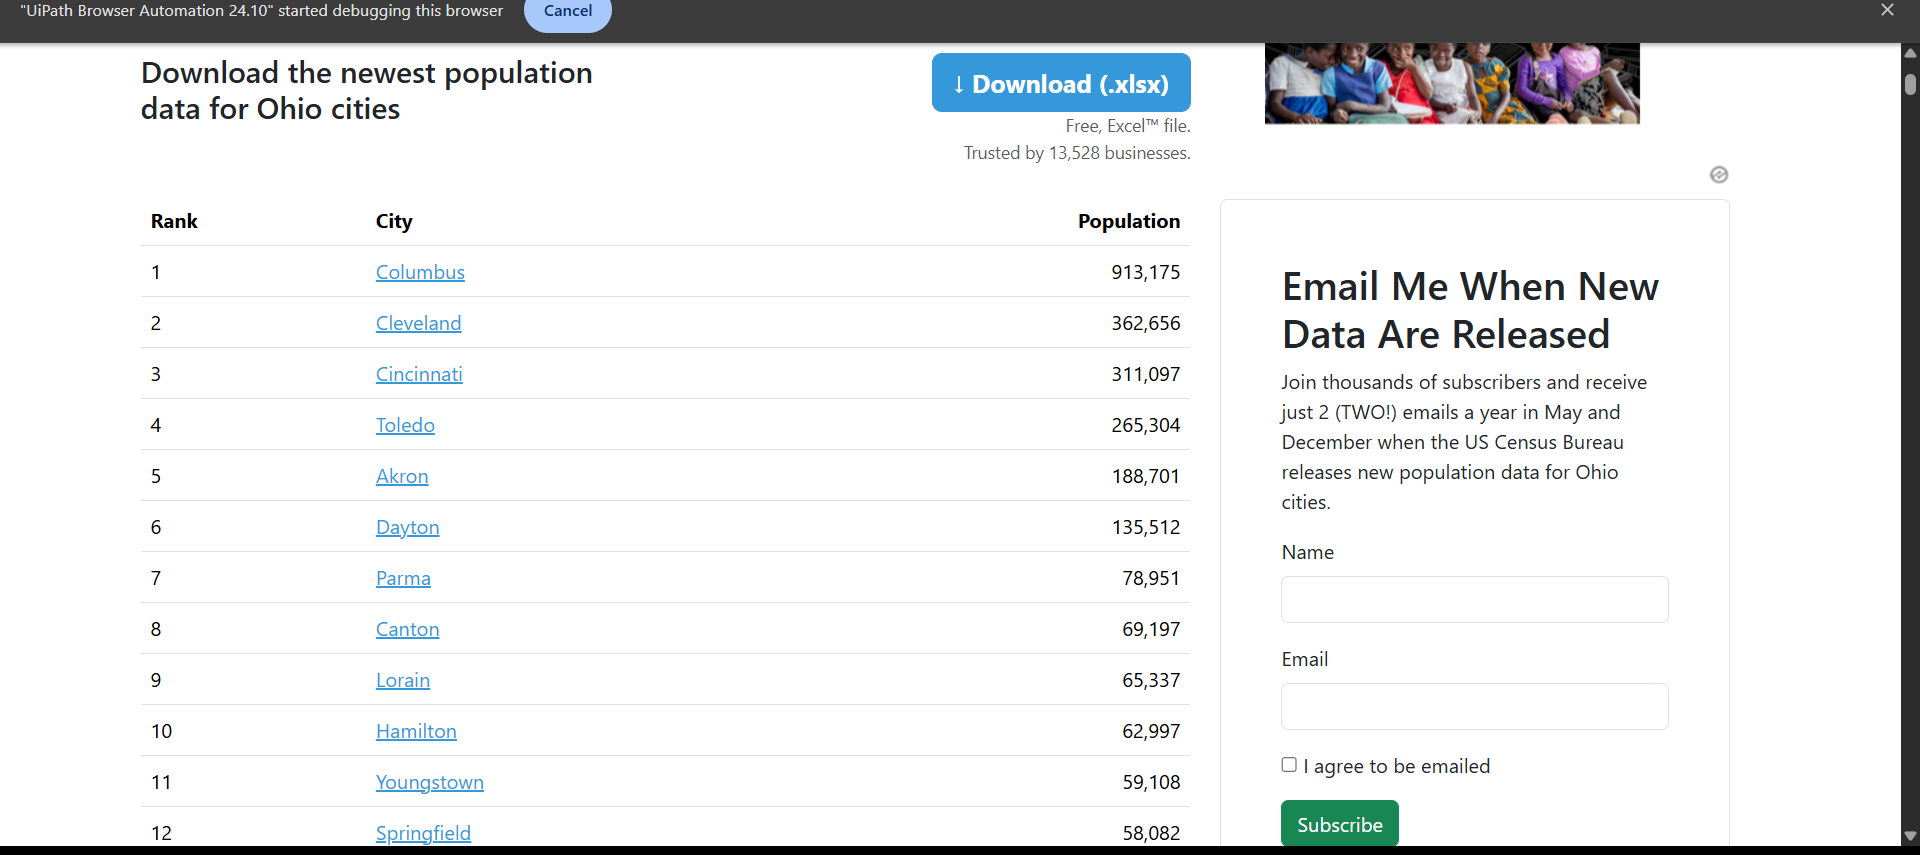 "UiPath Browser Automation 24.10" started debugging this browser
Cancel
Download the newest population
data for Ohio cities
↓ Download (.xlsx)
Free, Excel™ file.
Trusted by 13,528 businesses.
Rank City Population
1 Columbus 913,175
2 Cleveland 362,656
3 Cincinnati 311,097
4 Toledo 265,304
5 Akron 188,701
6 Dayton 135,512
7 Parma 78,951
8 Canton 69,197
9 Lorain 65,337
10 Hamilton 62,997
11 Youngstown 59,108
12 Springfield 58,082
Email Me When New
Data Are Released
Join thousands of subscribers and receive
just 2 (TWO!) emails a year in May and
December when the US Census Bureau
releases new population data for Ohio
cities.
Name
Email
I agree to be emailed
Subscribe